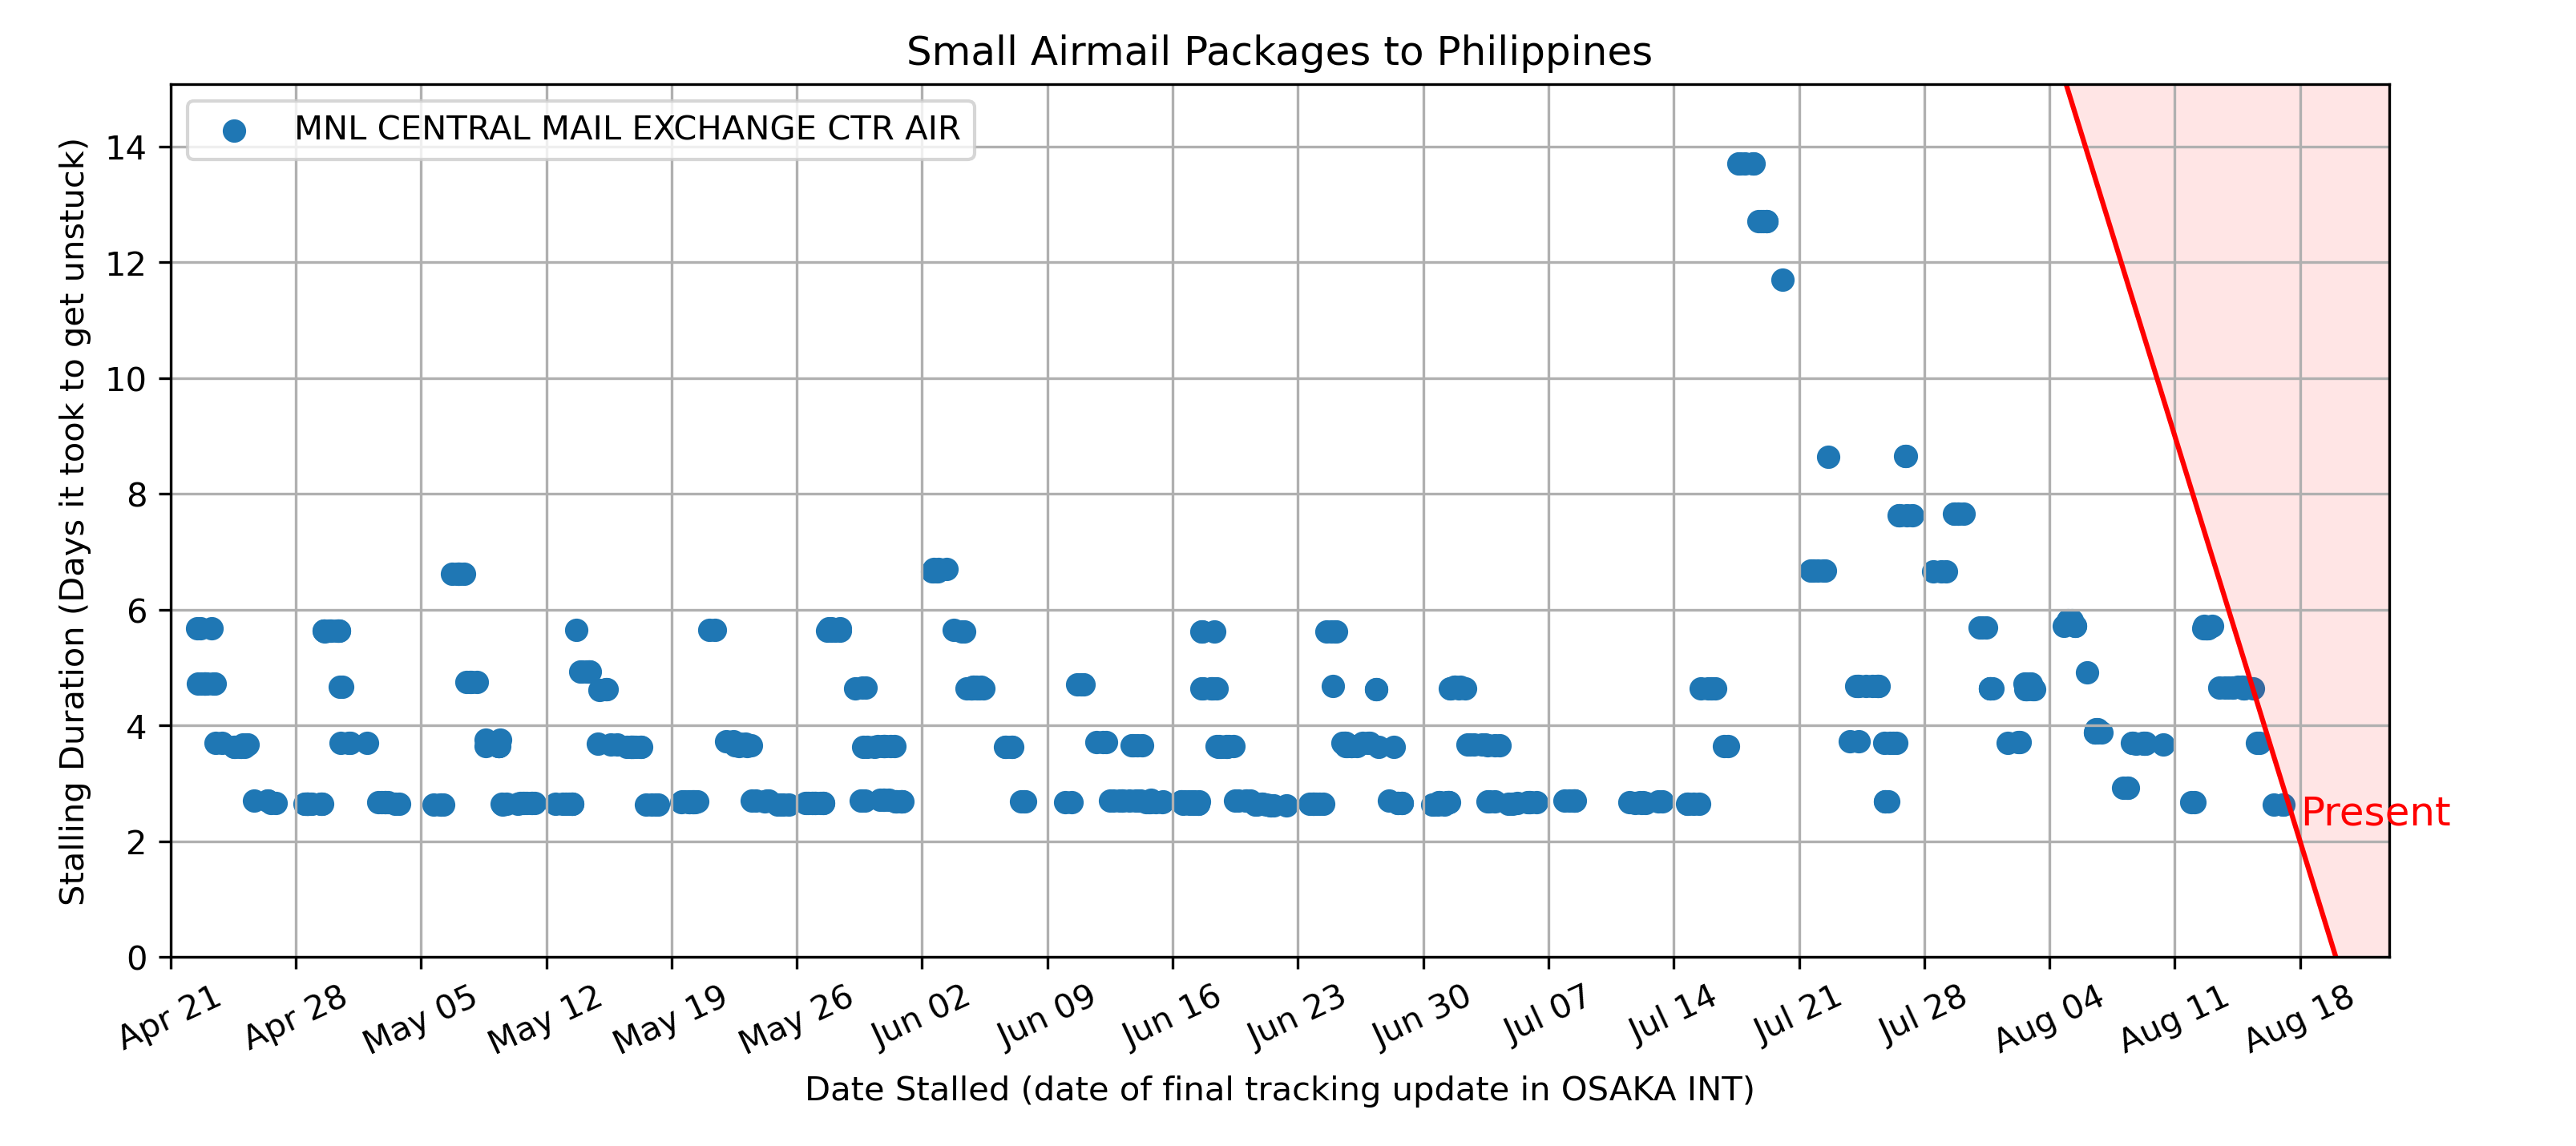 Small Airmail Packages to Philippines
MNL CENTRAL MAIL EXCHANGE CTR AIR
Stalling Duration (Days it took to get unstuck)
14
12
10
8
6
4
2
0
Present
Apr 21
Apr 28
May 05
May 12
May 19
May 26
Jun 02
Jun 09
Jun 16
Jun 23
Jun 30
Jul 07
Jul 14
Jul 21
Jul 28
Aug 04
Aug 11
Aug 18
Date Stalled (date of final tracking update in OSAKA INT)